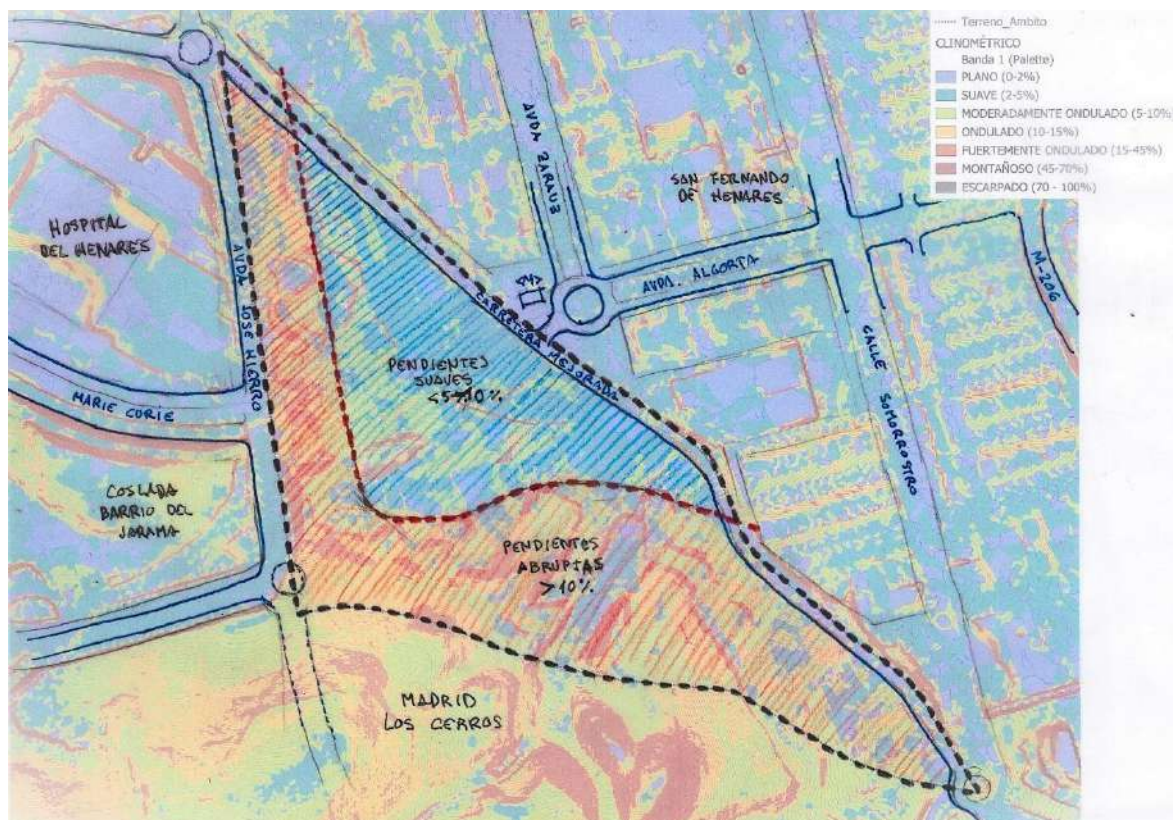 Terreno_Ambito
CLINOMÉTRICO
Banda 1 (Palette)
PLANO (0-2%)
SUAVE (2-5%)
MODERADAMENTE ONDULADO (5-10%
ONDULADO (10-15%)
FUERTEMENTE ONDULADO (15-45%)
MONTAÑOSO (45-70%)
ESCARPADO (70 - 100%)
HOSPITAL
DEL HENARES
AVDA JOSE HIERRO
MARIE CURIE
COSLADA
BARRIO DEL
JARAMA
AVDA ZARAUZ
SAN FERNANDO
DE HENARES
AVDA. ALGORTA
M-206
<M>
CARRETERA MEJORADA
CALLE SOMORROSTRO
PENDIENTES
SUAVES
PENDIENTES
ABRUPTAS
>10%
MADRID
LOS CERROS